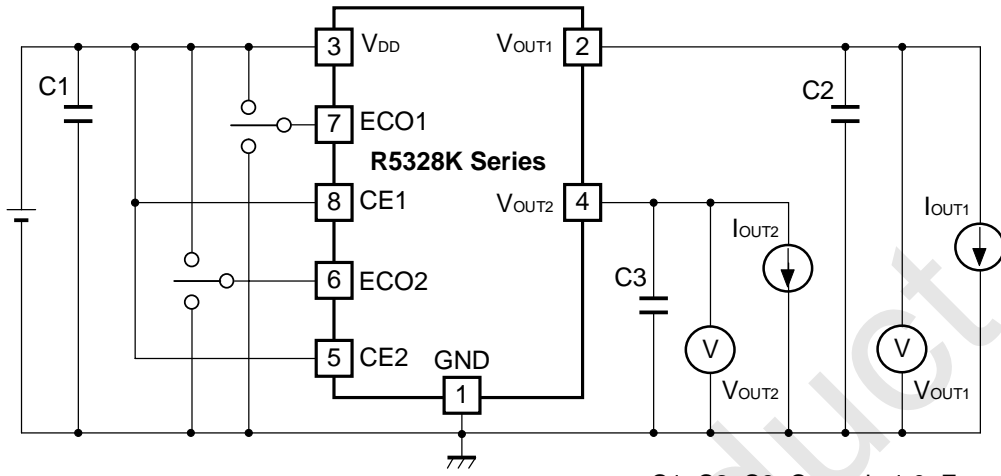 3 VDD VOUT1 2
C1 C2
7 ECO1
R5328K Series
8 CE1 VOUT2 4
IOUT2 IOUT1
6 ECO2 C3
5 CE2 GND V V
1 VOUT2 VOUT1
duct